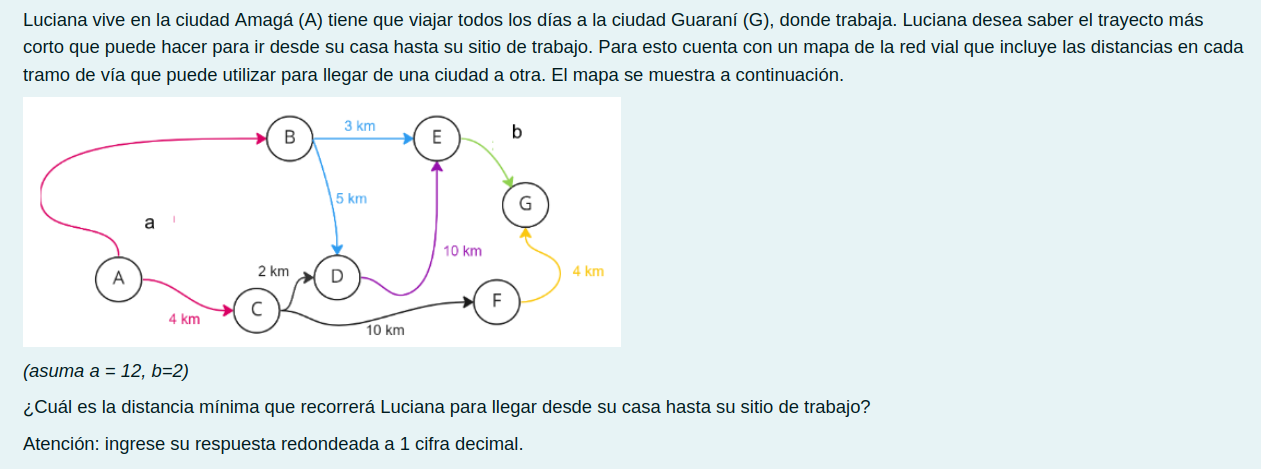 Luciana vive en la ciudad Amagá (A) tiene que viajar todos los días a la ciudad Guaraní (G), donde trabaja. Luciana desea saber el trayecto más
corto que puede hacer para ir desde su casa hasta su sitio de trabajo. Para esto cuenta con un mapa de la red vial que incluye las distancias en cada
tramo de vía que puede utilizar para llegar de una ciudad a otra. El mapa se muestra a continuación.
B
3 km
E
b
5 km
G
a
10 km
A
2 km
D
4 km
C
F
4 km
10 km
(asuma a = 12, b=2)
¿Cuál es la distancia mínima que recorrerá Luciana para llegar desde su casa hasta su sitio de trabajo?
Atención: ingrese su respuesta redondeada a 1 cifra decimal.